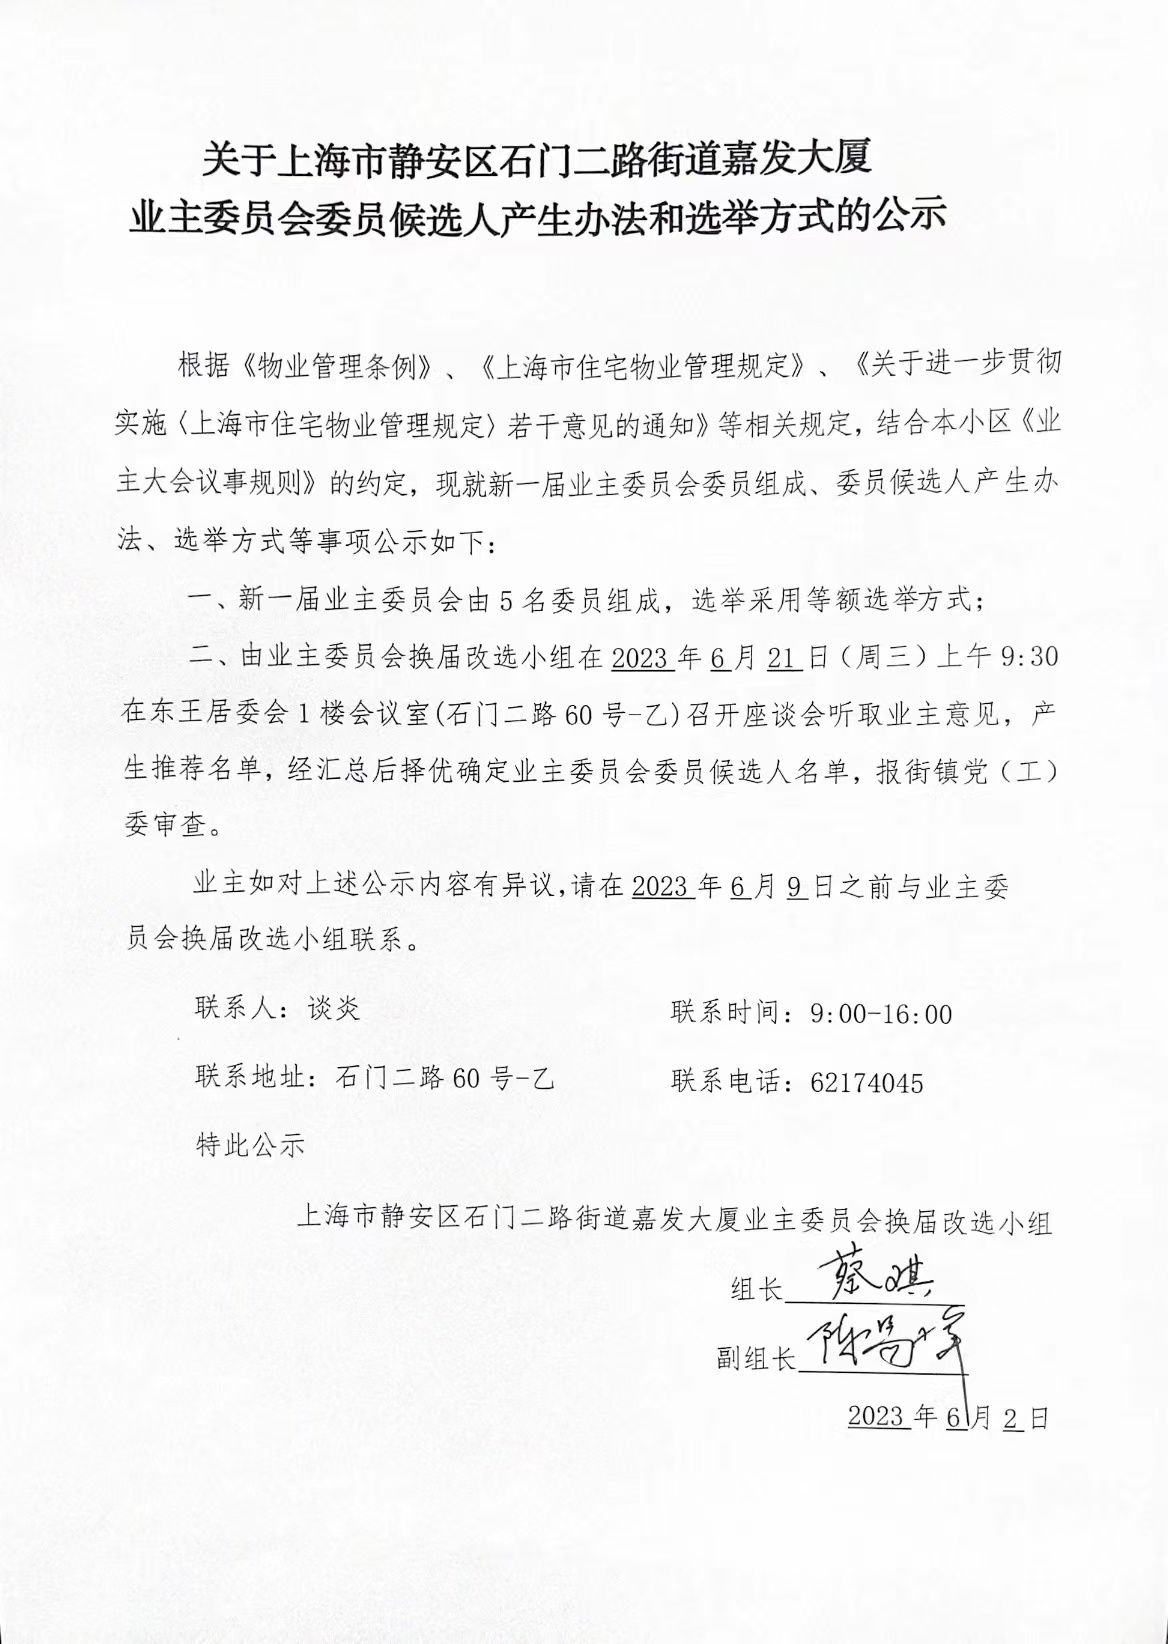 关于上海市静安区石门二路街道嘉发大厦
业主委员会委员候选人产生办法和选举方式的公示
根据《物业管理条例》、《上海市住宅物业管理规定》、《关于进一步贯彻
实施〈上海市住宅物业管理规定〉若干意见的通知》等相关规定，结合本小区《业
主大会议事规则》的约定，现就新一届业主委员会委员组成、委员候选人产生办
法、选举方式等事项公示如下：
一、新一届业主委员会由 5 名委员组成，选举采用等额选举方式；
二、由业主委员会换届改选小组在 2023 年 6 月 21 日（周三）上午 9:30
在东王居委会 1 楼会议室(石门二路 60 号-乙)召开座谈会听取业主意见，产
生推荐名单，经汇总后择优确定业主委员会委员候选人名单，报街镇党（工）
委审查。
业主如对上述公示内容有异议,请在 2023 年 6 月 9 日之前与业主委
员会换届改选小组联系。
联系人：谈炎 联系时间：9:00-16:00
联系地址：石门二路 60 号-乙 联系电话：62174045
特此公示
上海市静安区石门二路街道嘉发大厦业主委员会换届改选小组
组长 蔡琪
副组长 陈
2023 年 6 月 2 日